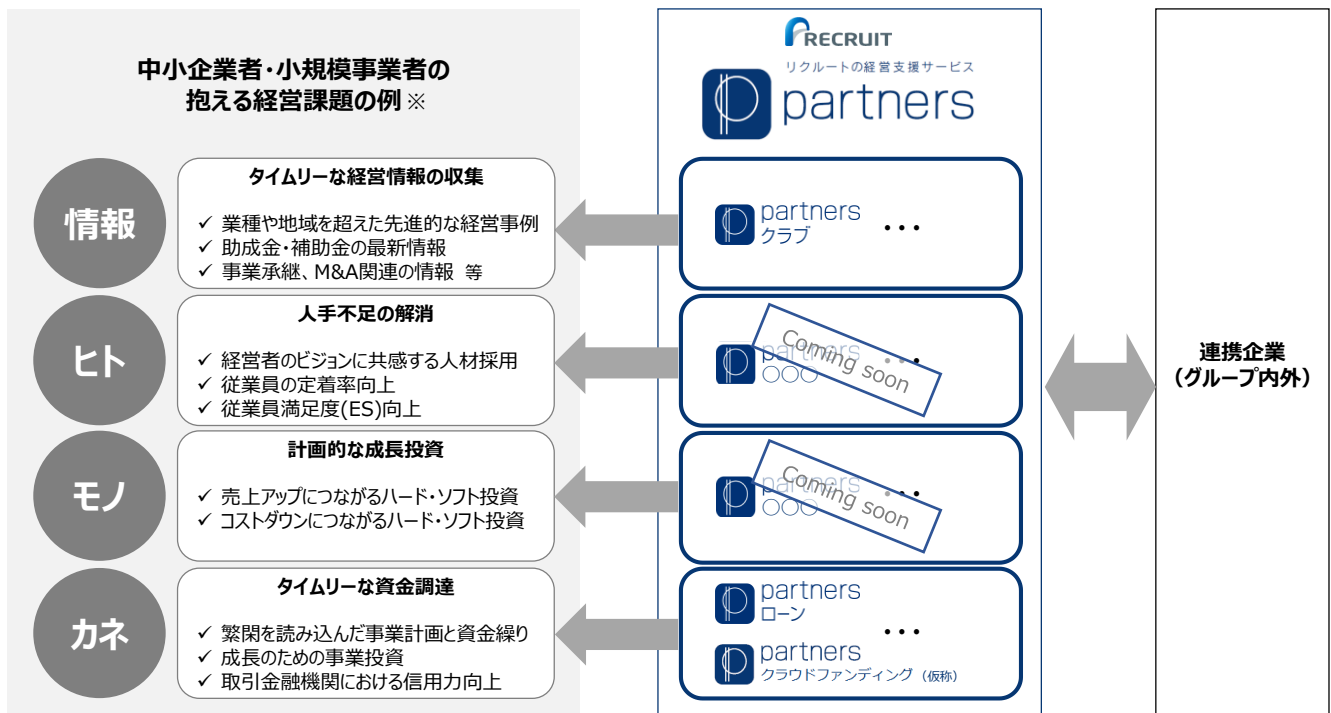 中小企業者・小規模事業者の
抱える経営課題の例 ※
RECRUIT
リクルートの経営支援サービス
partners
情報
タイムリーな経営情報の収集
✓ 業種や地域を超えた先進的な経営事例
✓ 助成金・補助金の最新情報
✓ 事業承継、M&A関連の情報 等
partners
クラブ
・・・
ヒト
人手不足の解消
✓ 経営者のビジョンに共感する人材採用
✓ 従業員の定着率向上
✓ 従業員満足度(ES)向上
partners
○○○
・・・
Coming soon
連携企業
(グループ内外)
モノ
計画的な成長投資
✓ 売上アップにつながるハード・ソフト投資
✓ コストダウンにつながるハード・ソフト投資
partners
○○○
・・・
Coming soon
カネ
タイムリーな資金調達
✓ 繁閑を読み込んだ事業計画と資金繰り
✓ 成長のための事業投資
✓ 取引金融機関における信用力向上
partners
ローン
・・・
partners
クラウドファンディング (仮称)